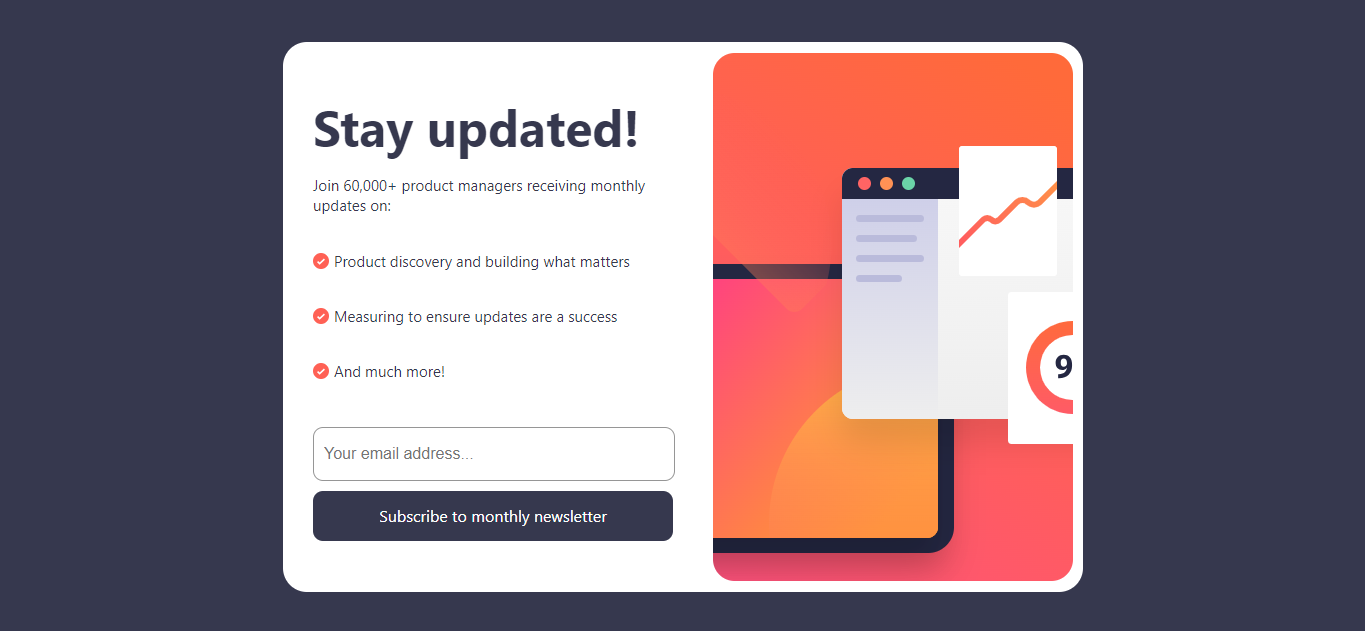 Stay updated!
Join 60,000+ product managers receiving monthly
updates on:
Product discovery and building what matters
Measuring to ensure updates are a success
And much more!
Your email address...
Subscribe to monthly newsletter
9